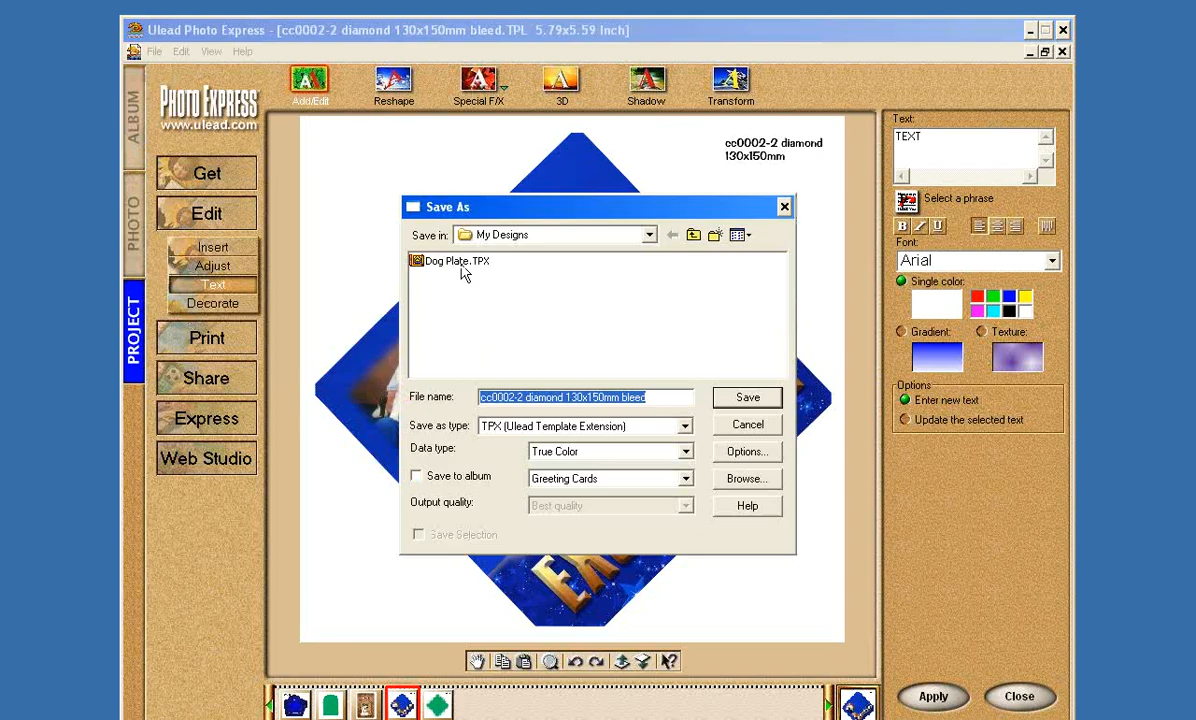 Ulead Photo Express - [cc0002-2 diamond 130x150mm bleed.TPL 5.79x5.59 Inch]
File Edit View Help
Add/Edit
Reshape
Special F/X
3D
Shadow
Transform
ALBUM
PHOTO
PROJECT
PHOTO EXPRESS
www.ulead.com
Get
Edit
Insert
Adjust
Text
Decorate
Print
Share
Express
Web Studio
cc0002-2 diamond
130x150mm
Save As
Save in: My Designs
Dog Plate.TPX
File name: cc0002-2 diamond 130x150mm bleed
Save
Save as type: TPX (Ulead Template Extension)
Cancel
Data type: True Color
Options...
Save to album Greeting Cards
Browse...
Output quality: Best quality
Help
Save Selection
Text:
TEXT
Select a phrase
B I U
Font:
Arial
Single color:
Gradient: Texture:
Options
Enter new text
Update the selected text
Apply Close